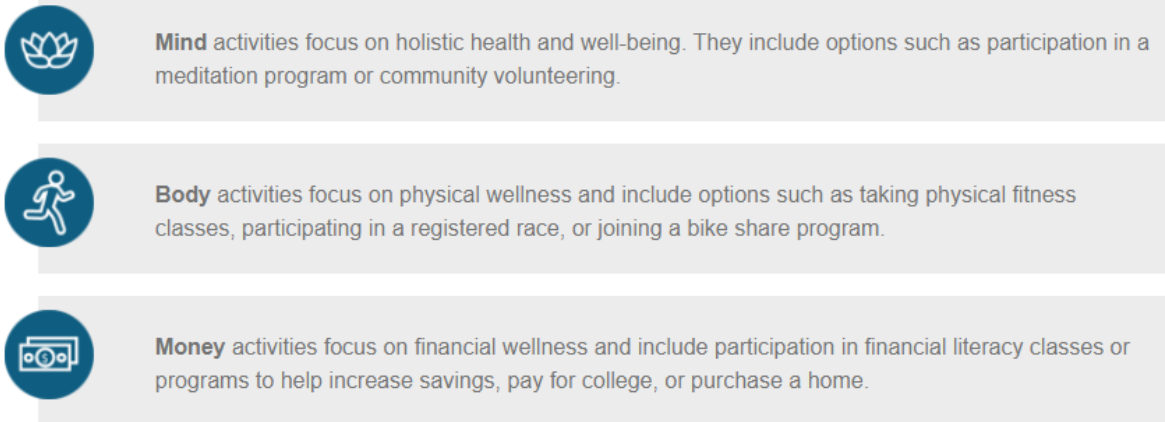 Mind activities focus on holistic health and well-being. They include options such as participation in a
meditation program or community volunteering.
Body activities focus on physical wellness and include options such as taking physical fitness
classes, participating in a registered race, or joining a bike share program.
Money activities focus on financial wellness and include participation in financial literacy classes or
programs to help increase savings, pay for college, or purchase a home.